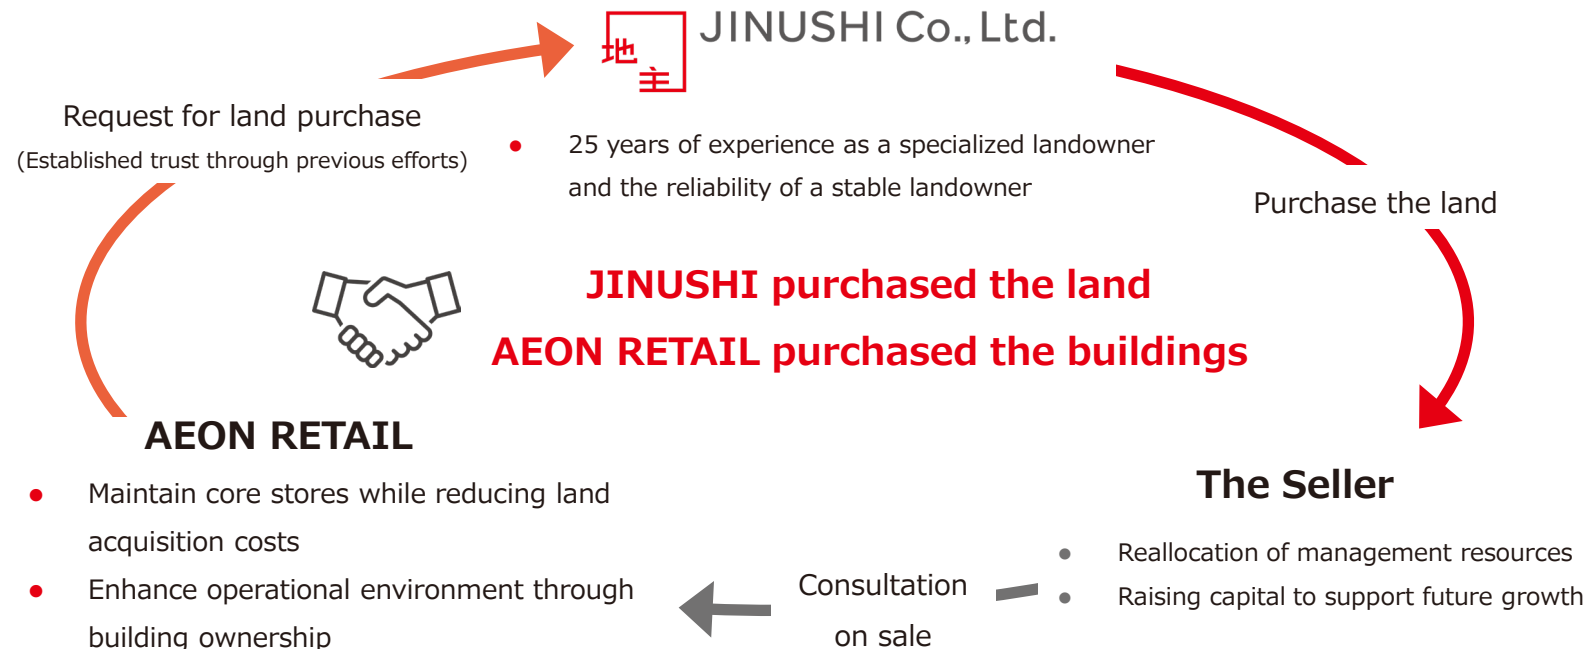 地主
JINUSHI Co., Ltd.
Request for land purchase
(Established trust through previous efforts)
● 25 years of experience as a specialized landowner
and the reliability of a stable landowner
Purchase the land
JINUSHI purchased the land
AEON RETAIL purchased the buildings
AEON RETAIL
● Maintain core stores while reducing land
acquisition costs
● Enhance operational environment through
building ownership
The Seller
● Reallocation of management resources
● Raising capital to support future growth
Consultation
on sale